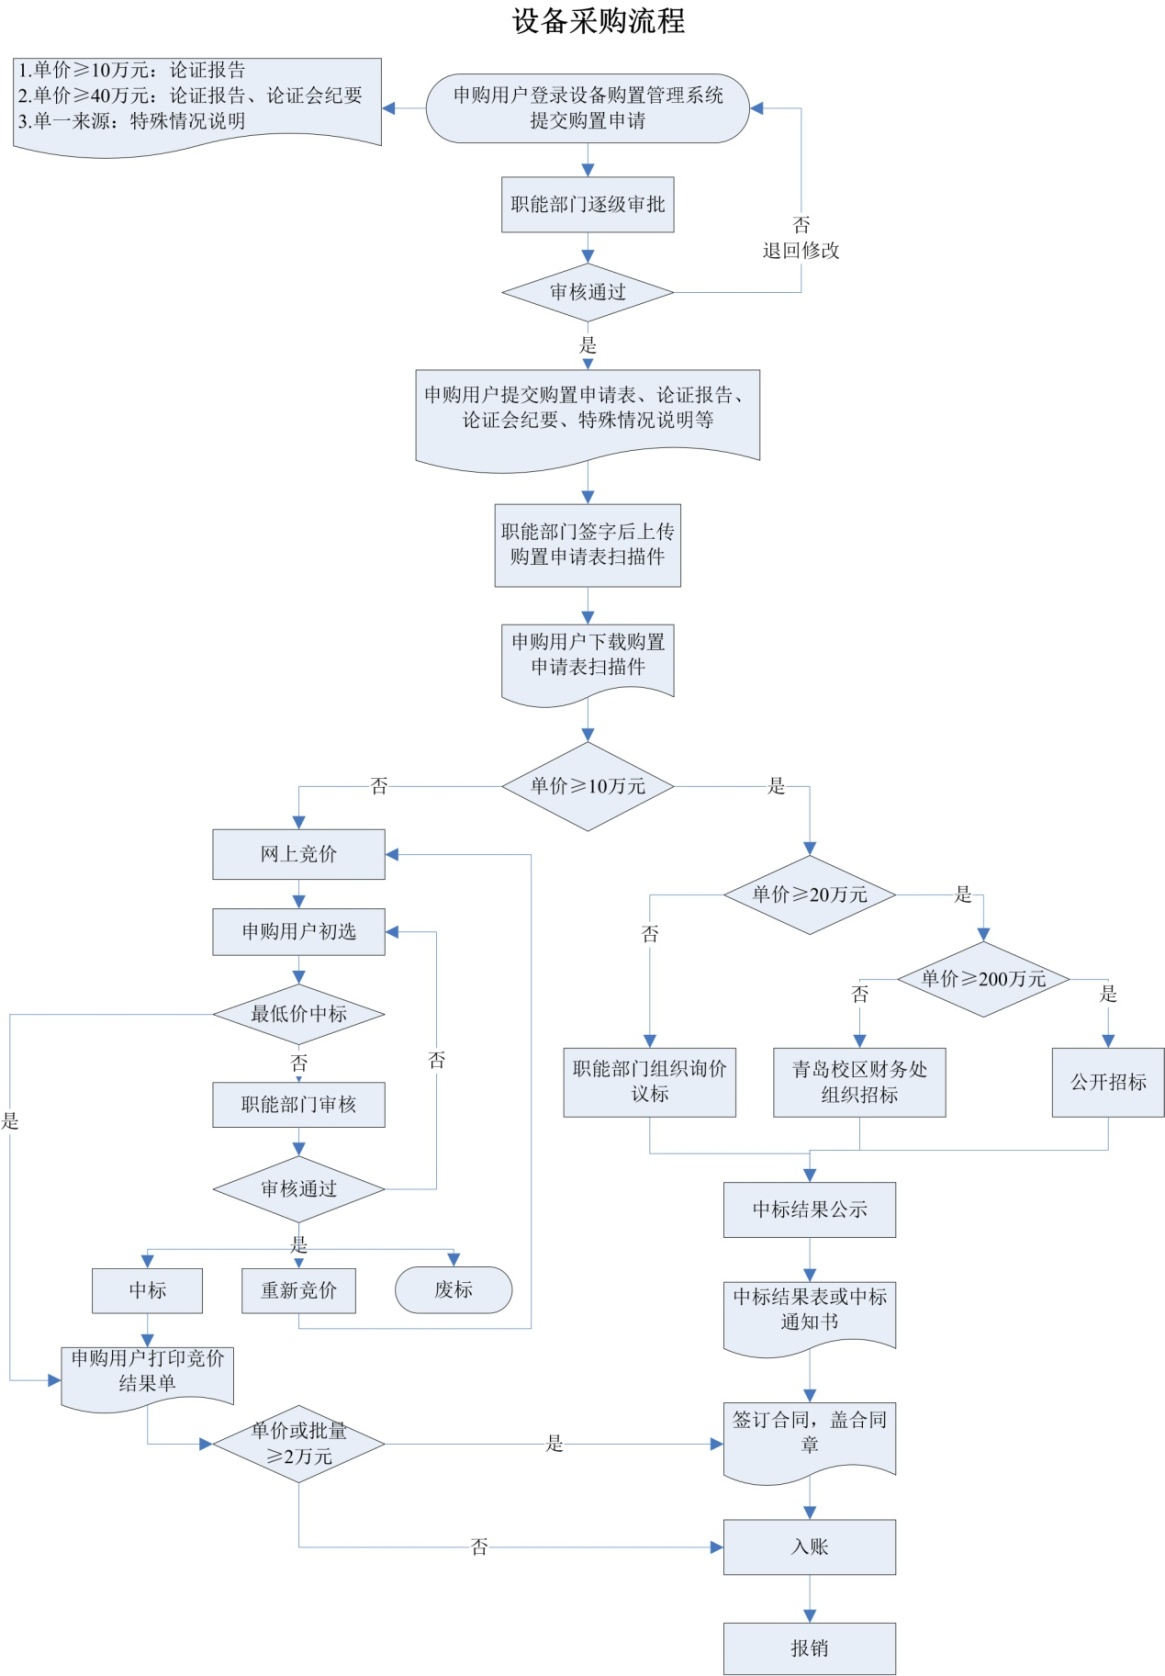 设备采购流程
1.单价≥10万元：论证报告
2.单价≥40万元：论证报告、论证会纪要
3.单一来源：特殊情况说明
申购用户登录设备购置管理系统
提交购置申请
职能部门逐级审批
否
退回修改
审核通过
是
申购用户提交购置申请表、论证报告、
论证会纪要、特殊情况说明等
职能部门签字后上传
购置申请表扫描件
申购用户下载购置
申请表扫描件
单价≥10万元
否
是
网上竞价
申购用户初选
最低价中标
否
是
职能部门审核
否
审核通过
是
中标
重新竞价
废标
申购用户打印竞价
结果单
单价或批量
≥2万元
是
否
单价≥20万元
否
是
单价≥200万元
否
是
职能部门组织询价
议标
青岛校区财务处
组织招标
公开招标
中标结果公示
中标结果表或中标
通知书
签订合同，盖合同
章
入账
报销